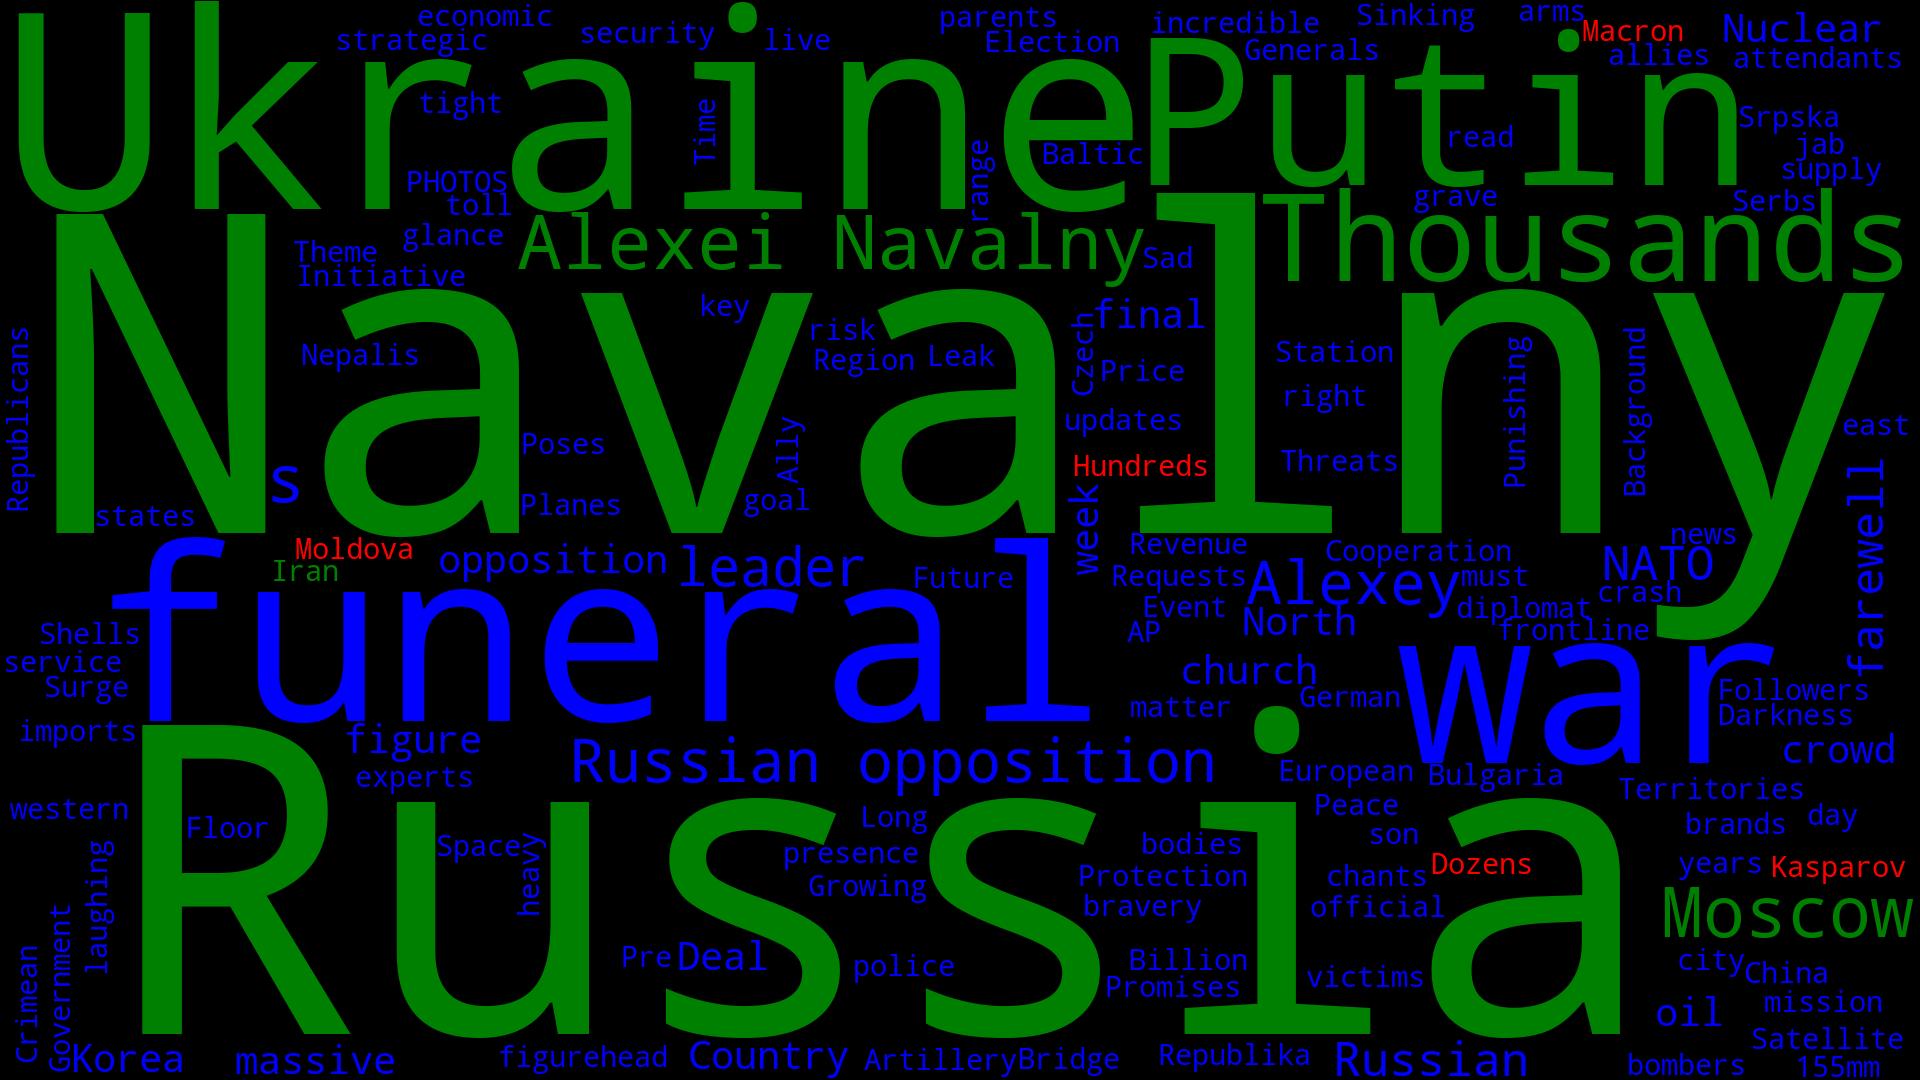 economic
parents
incredible
Sinking
arms
Macron
Nuclear
strategic
security
live
Election
Generals
allies
attendants
Ukraine
Putin
tight
Time
range
Baltic
read
Srpska
jab
supply
PHOTOS
toll
grave
Serbs
glance
Alexei Navalny
Sad
Thousands
Theme
Initiative
key
final
Navalny
Republicans
Nepalis
risk
Region
Leak
Czech
Price
Station
right
Punishing
Background
updates
east
Poses
Ally
Hundreds
Threats
s
Planes
goal
week
states
farewell
news
Moldova
Iran
opposition
leader
Future
Revenue
Cooperation
NATO
Requests
Alexey
must
crash
Event
diplomat
AP
North
frontline
Shells
service
Surge
funeral
church
war
matter
German
Followers
Darkness
imports
figure
experts
Russian opposition
European
Bulgaria
crowd
western
Floor
Russia
Long
Peace
son
Territories
brands
day
laughing
Space
heavy
presence
Growing
bodies
Protection
bravery
chants
official
Dozens
years
Kasparov
Moscow
Crimean
Government
Pre
Deal
police
Billion
Promises
victims
city
China
oil
mission
Satellite
Korea
massive
figurehead
Country
Artillery
Bridge
Republika
Russian
bombers
155mm